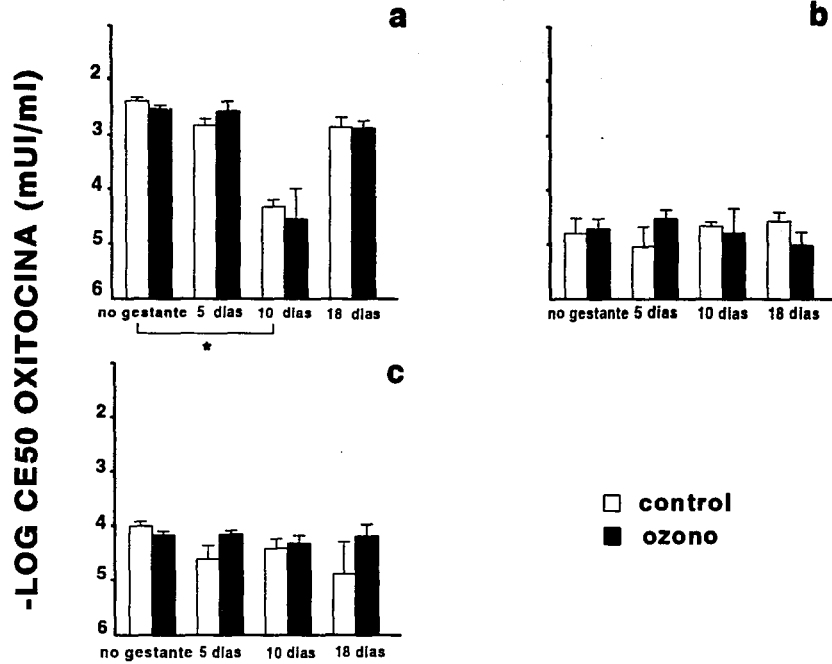 -LOG CE50 OXITOCINA (mUI/ml)
a
2
3
4
5
6
no gestante 5 dias 10 dias 18 dias
*
b
no gestante 5 dias 10 dias 18 dias
c
2
3
4
5
6
no gestante 5 dias 10 dias 18 dias
control
ozono